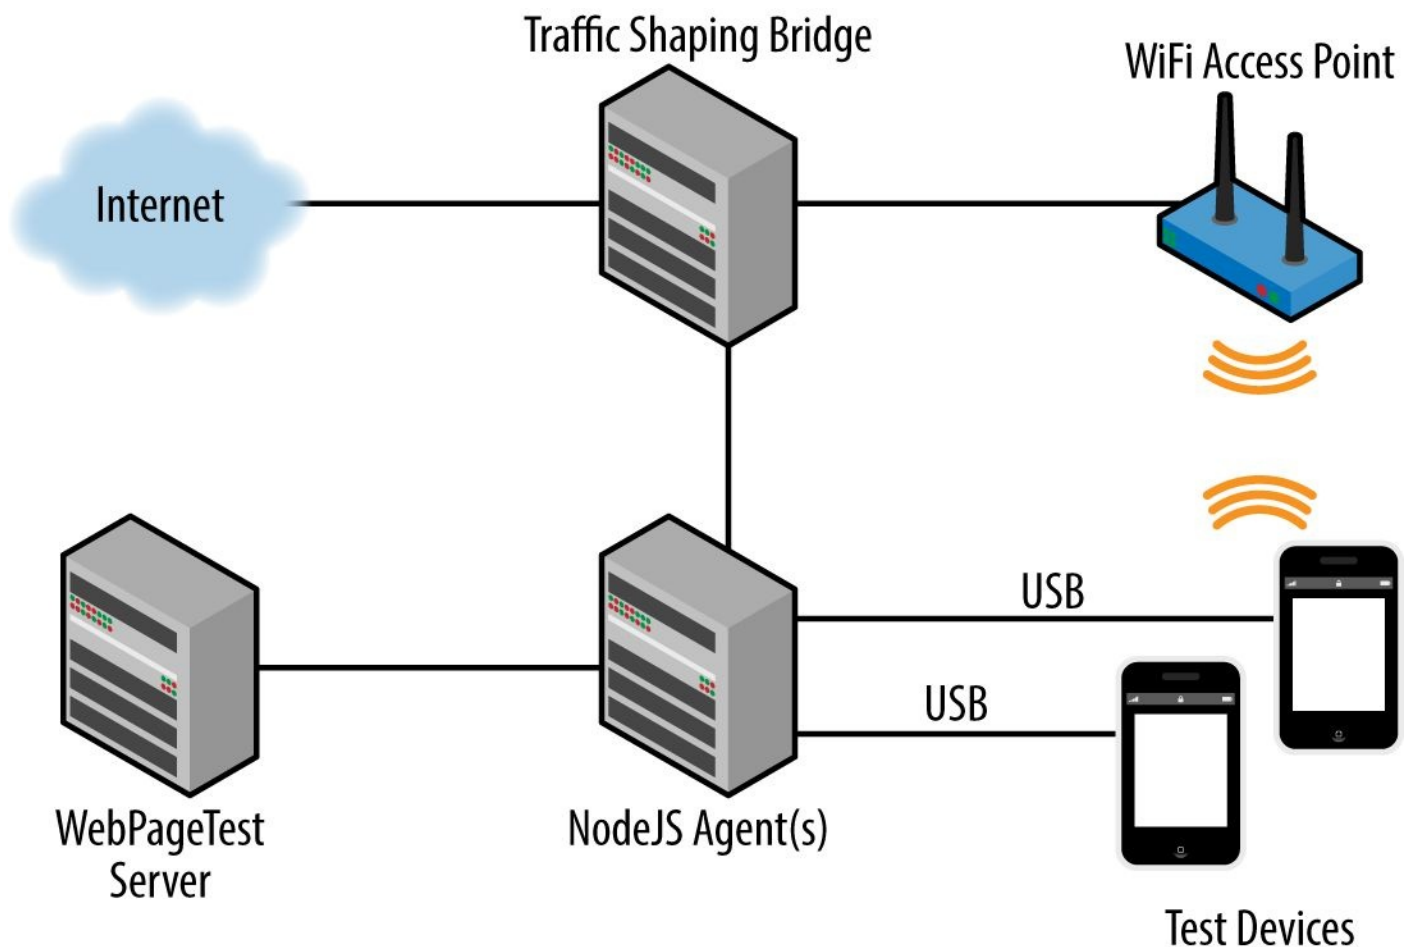 Traffic Shaping Bridge
WiFi Access Point
Internet
USB
USB
WebPageTest
Server
NodeJS Agent(s)
Test Devices